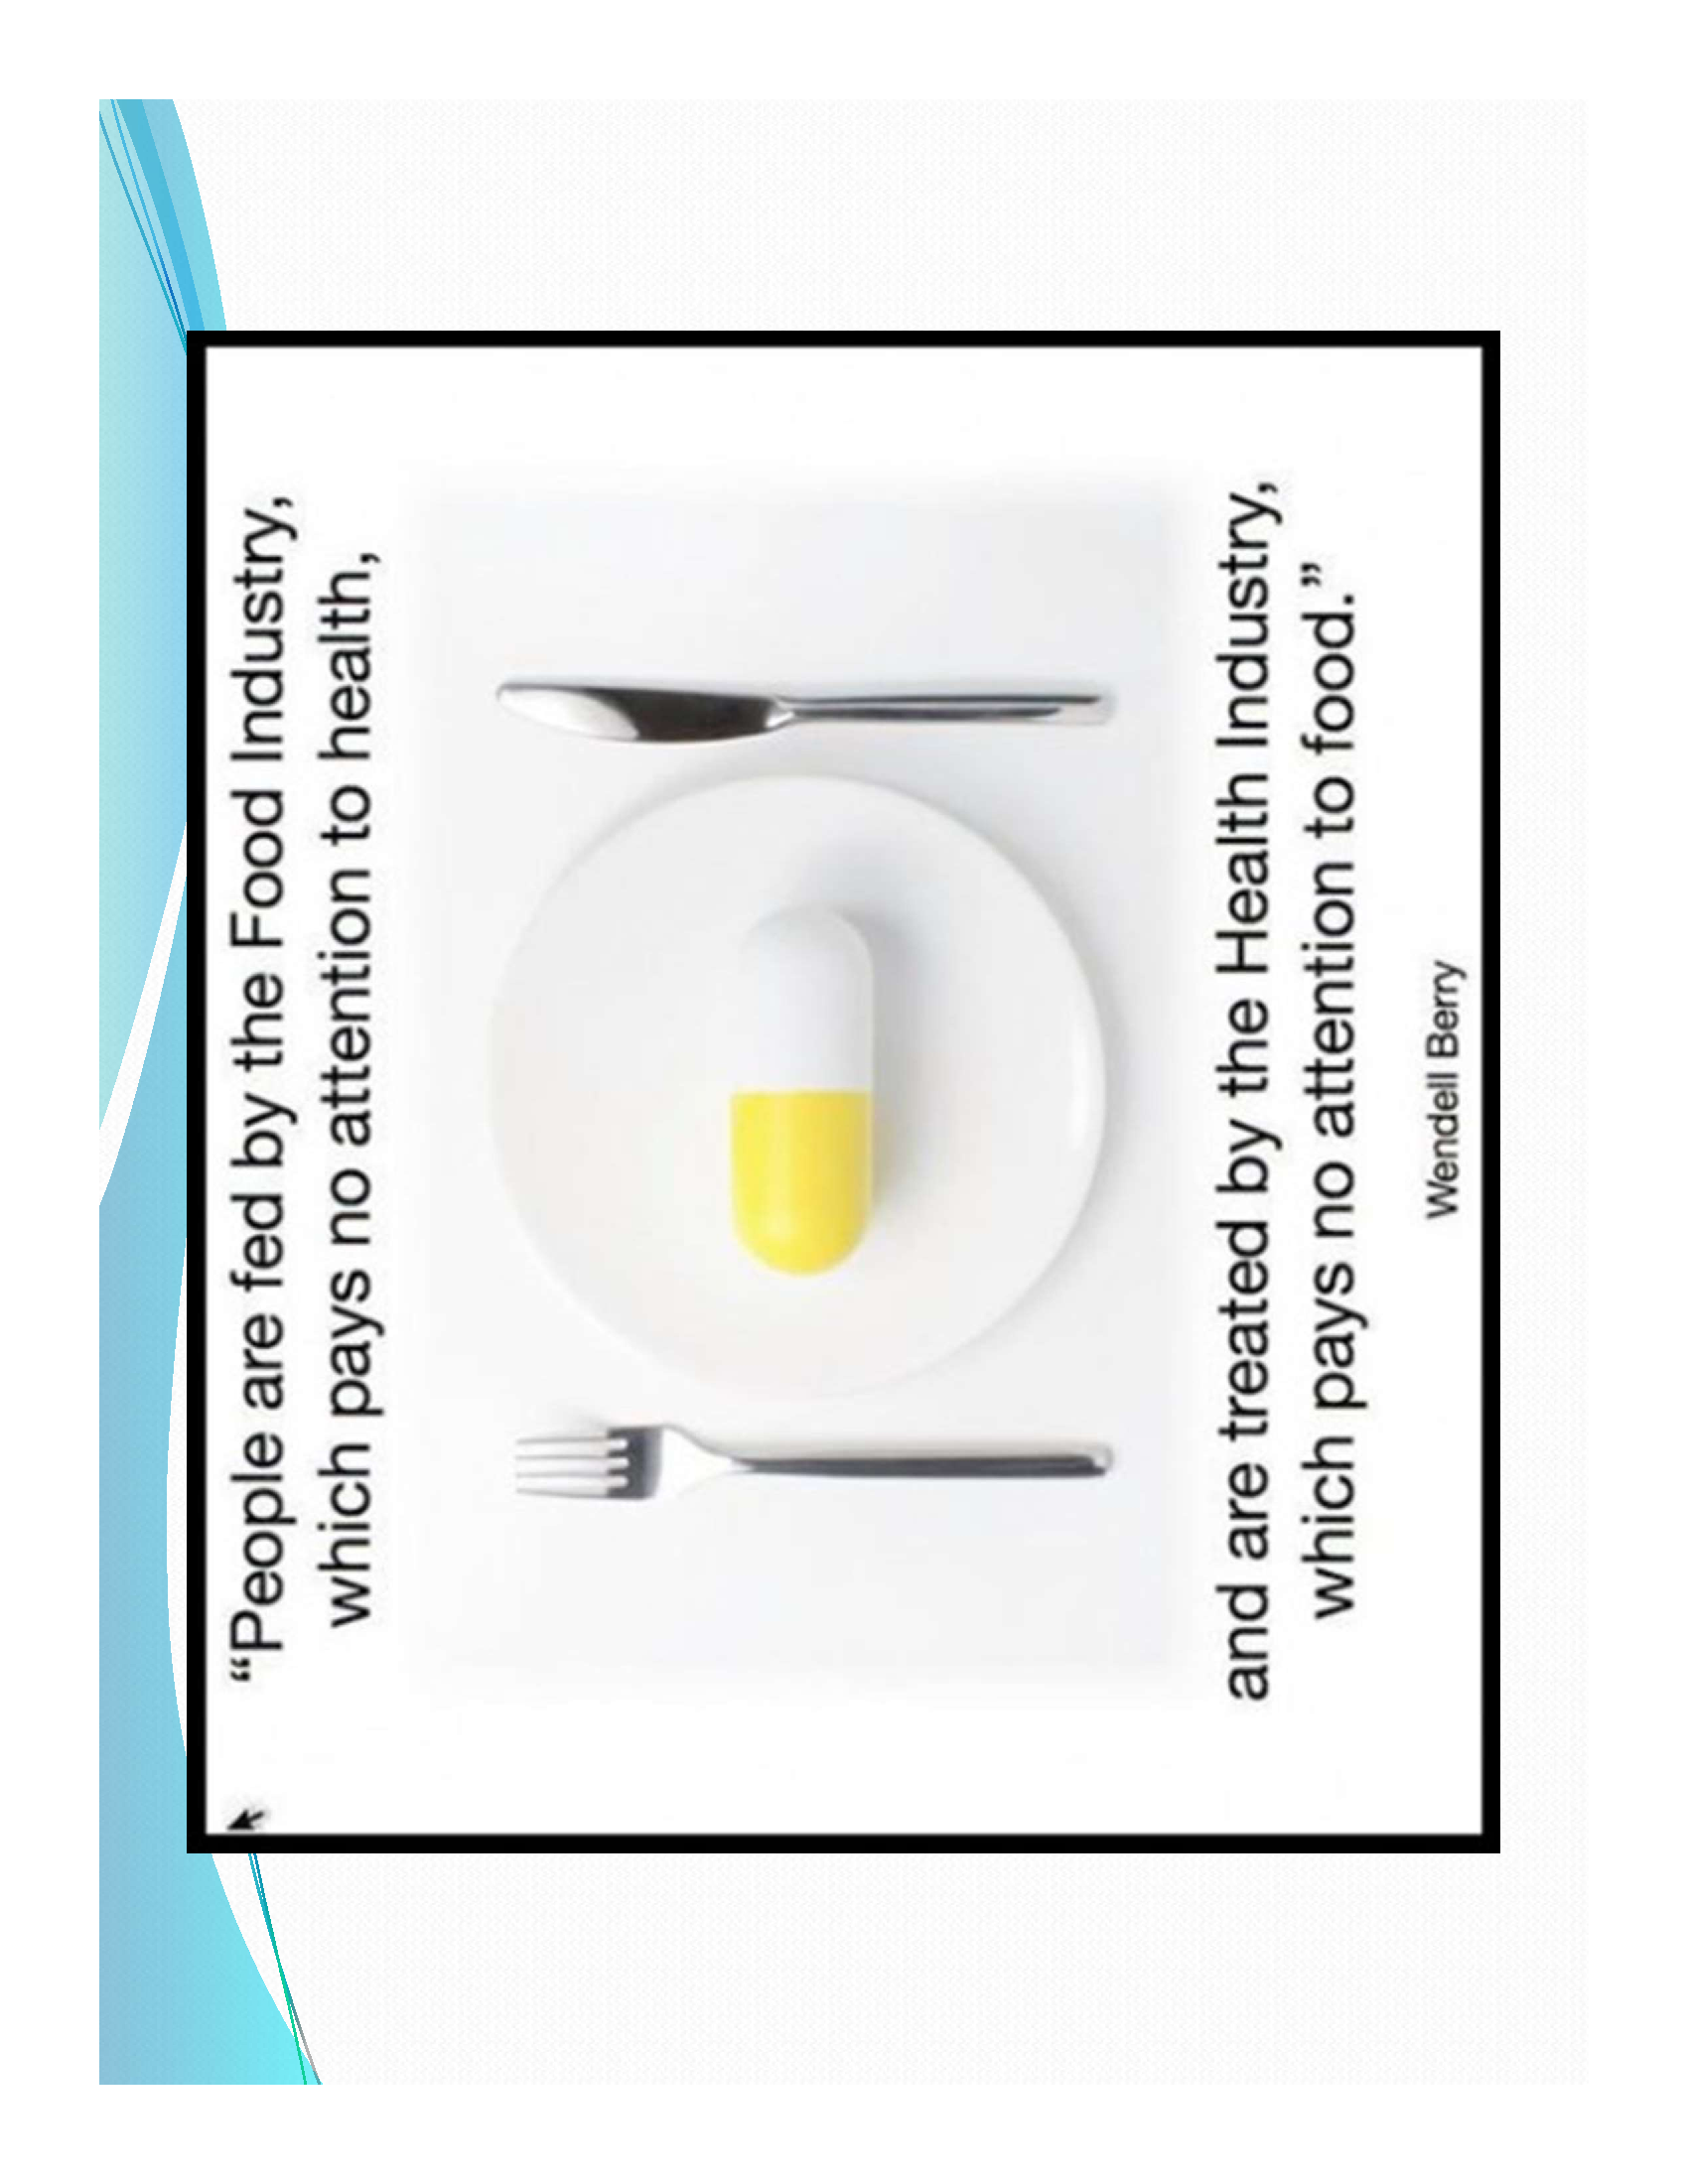 “People are fed by the Food Industry,
which pays no attention to health,
and are treated by the Health Industry,
which pays no attention to food.”
Wendell Berry